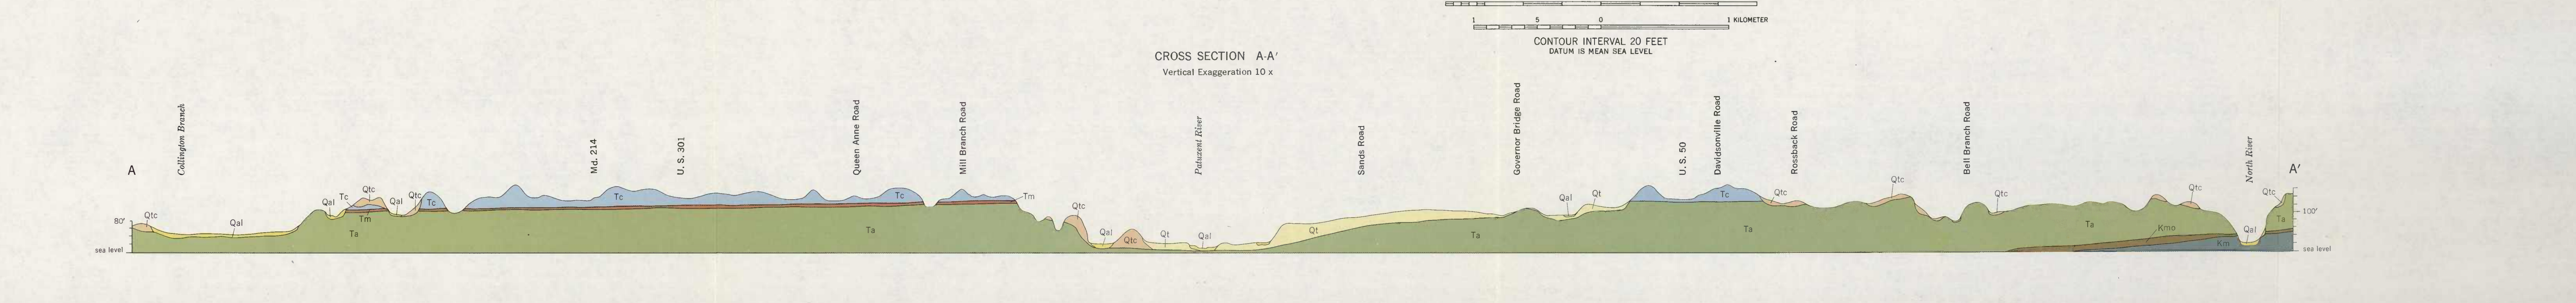 1 5 0 1 KILOMETER
CONTOUR INTERVAL 20 FEET
DATUM IS MEAN SEA LEVEL
CROSS SECTION A-A′
Vertical Exaggeration 10 x
A
Collington Branch
Md. 214
U. S. 301
Queen Anne Road
Mill Branch Road
Patuxent River
Sands Road
Governor Bridge Road
U. S. 50
Davidsonville Road
Rossback Road
Bell Branch Road
North River
A′
80′
sea level
Qtc
Qal
Qal
Tc
Qtc
Tm
Ta
Qal
Qtc
Tc
Tc
Ta
Tc
Tm
Qtc
Qal
Qtc
Qt
Qal
Qt
Ta
Qal
Qt
Tc
Ta
Qtc
Qtc
Qtc
Ta
Kmo
Qtc
Km
Qal
Qtc
Ta
100′
sea level